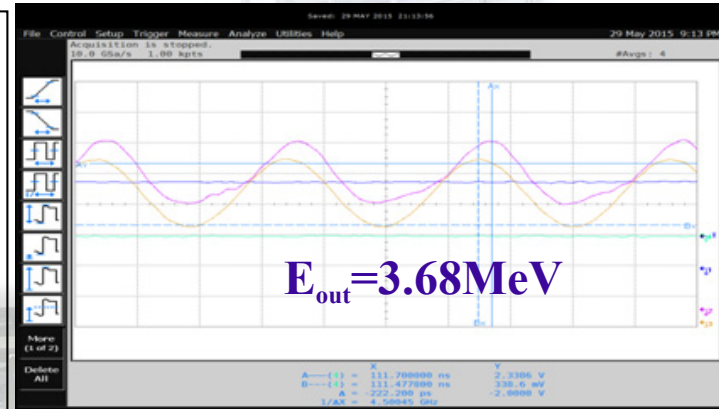 Saved: 29 MAY 2015 21:13:56
File Control Setup Trigger Measure Analyze Utilities Help 29 May 2015 9:13 PM
Acquisition is stopped.
10.0 GSa/s 1.00 kpts #Avgs: 4
Ax
Eout=3.68MeV
Bx
More
(1 of 2)
Delete
All
X Y
A---(4) = 111.700000 ns 2.3386 V
B---(4) = 111.477800 ns 338.6 mV
Δ = -222.200 ps -2.0000 V
1/ΔX = 4.50045 GHz